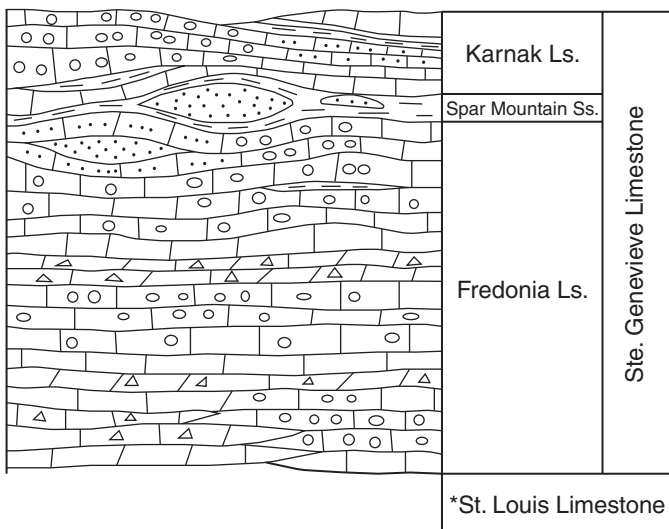 Karnak Ls.
Spar Mountain Ss.
Fredonia Ls.
Ste. Genevieve Limestone
*St. Louis Limestone